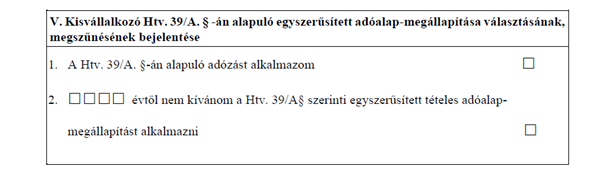 V. Kisvállalkozó Htv. 39/A. § -án alapuló egyszerűsített adóalap-megállapítása választásának,
megszűnésének bejelentése
1. A Htv. 39/A. §-án alapuló adózást alkalmazom □
2. □□□□ évtől nem kívánom a Htv. 39/A§ szerinti egyszerűsített tételes adóalap-
megállapítást alkalmazni □